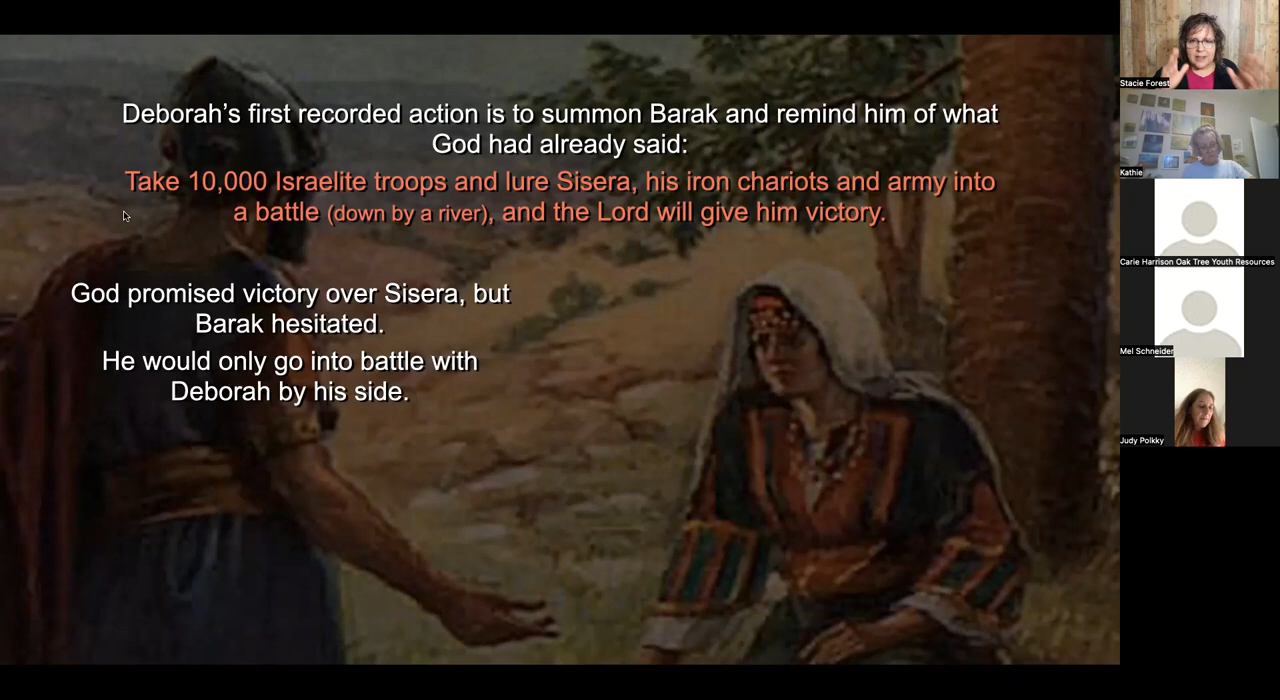 Deborah’s first recorded action is to summon Barak and remind him of what
God had already said:
Take 10,000 Israelite troops and lure Sisera, his iron chariots and army into
a battle (down by a river), and the Lord will give him victory.
God promised victory over Sisera, but
Barak hesitated.
He would only go into battle with
Deborah by his side.
Stacie Forest
Kathie
Carie Harrison Oak Tree Youth Resources
Mel Schneider
Judy Polkky